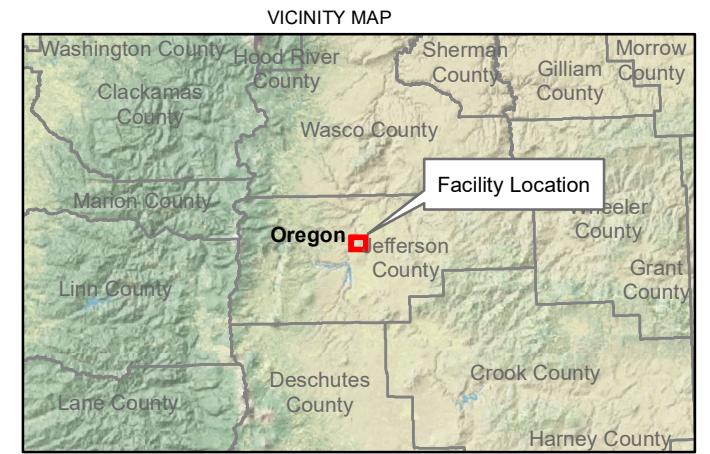 VICINITY MAP
Washington County
Hood River
County
Sherman
County
Gilliam
County
Morrow
County
Clackamas
County
Wasco County
Marion County
Facility Location
Wheeler
County
Oregon
Jefferson
County
Grant
County
Linn County
Deschutes
County
Crook County
Lane County
Harney County